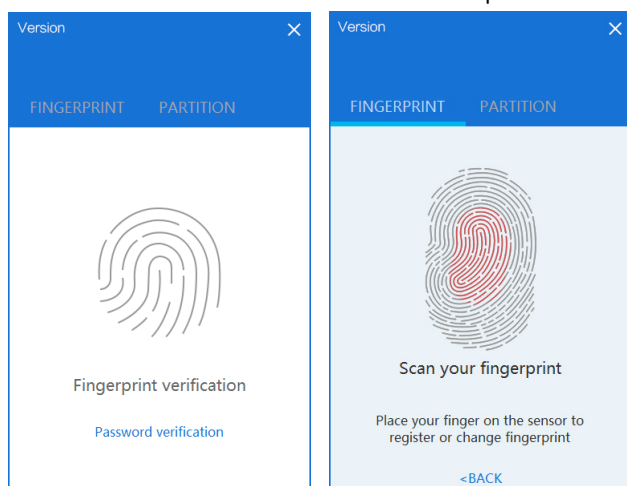 Version
FINGERPRINT PARTITION
Fingerprint verification
Password verification
Version
FINGERPRINT PARTITION
Scan your fingerprint
Place your finger on the sensor to
register or change fingerprint
<BACK